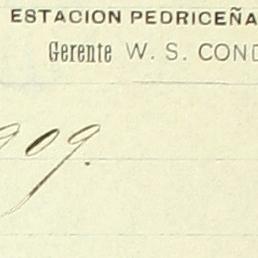 ESTACION PEDRICEÑA
Gerente W. S. COND
909.